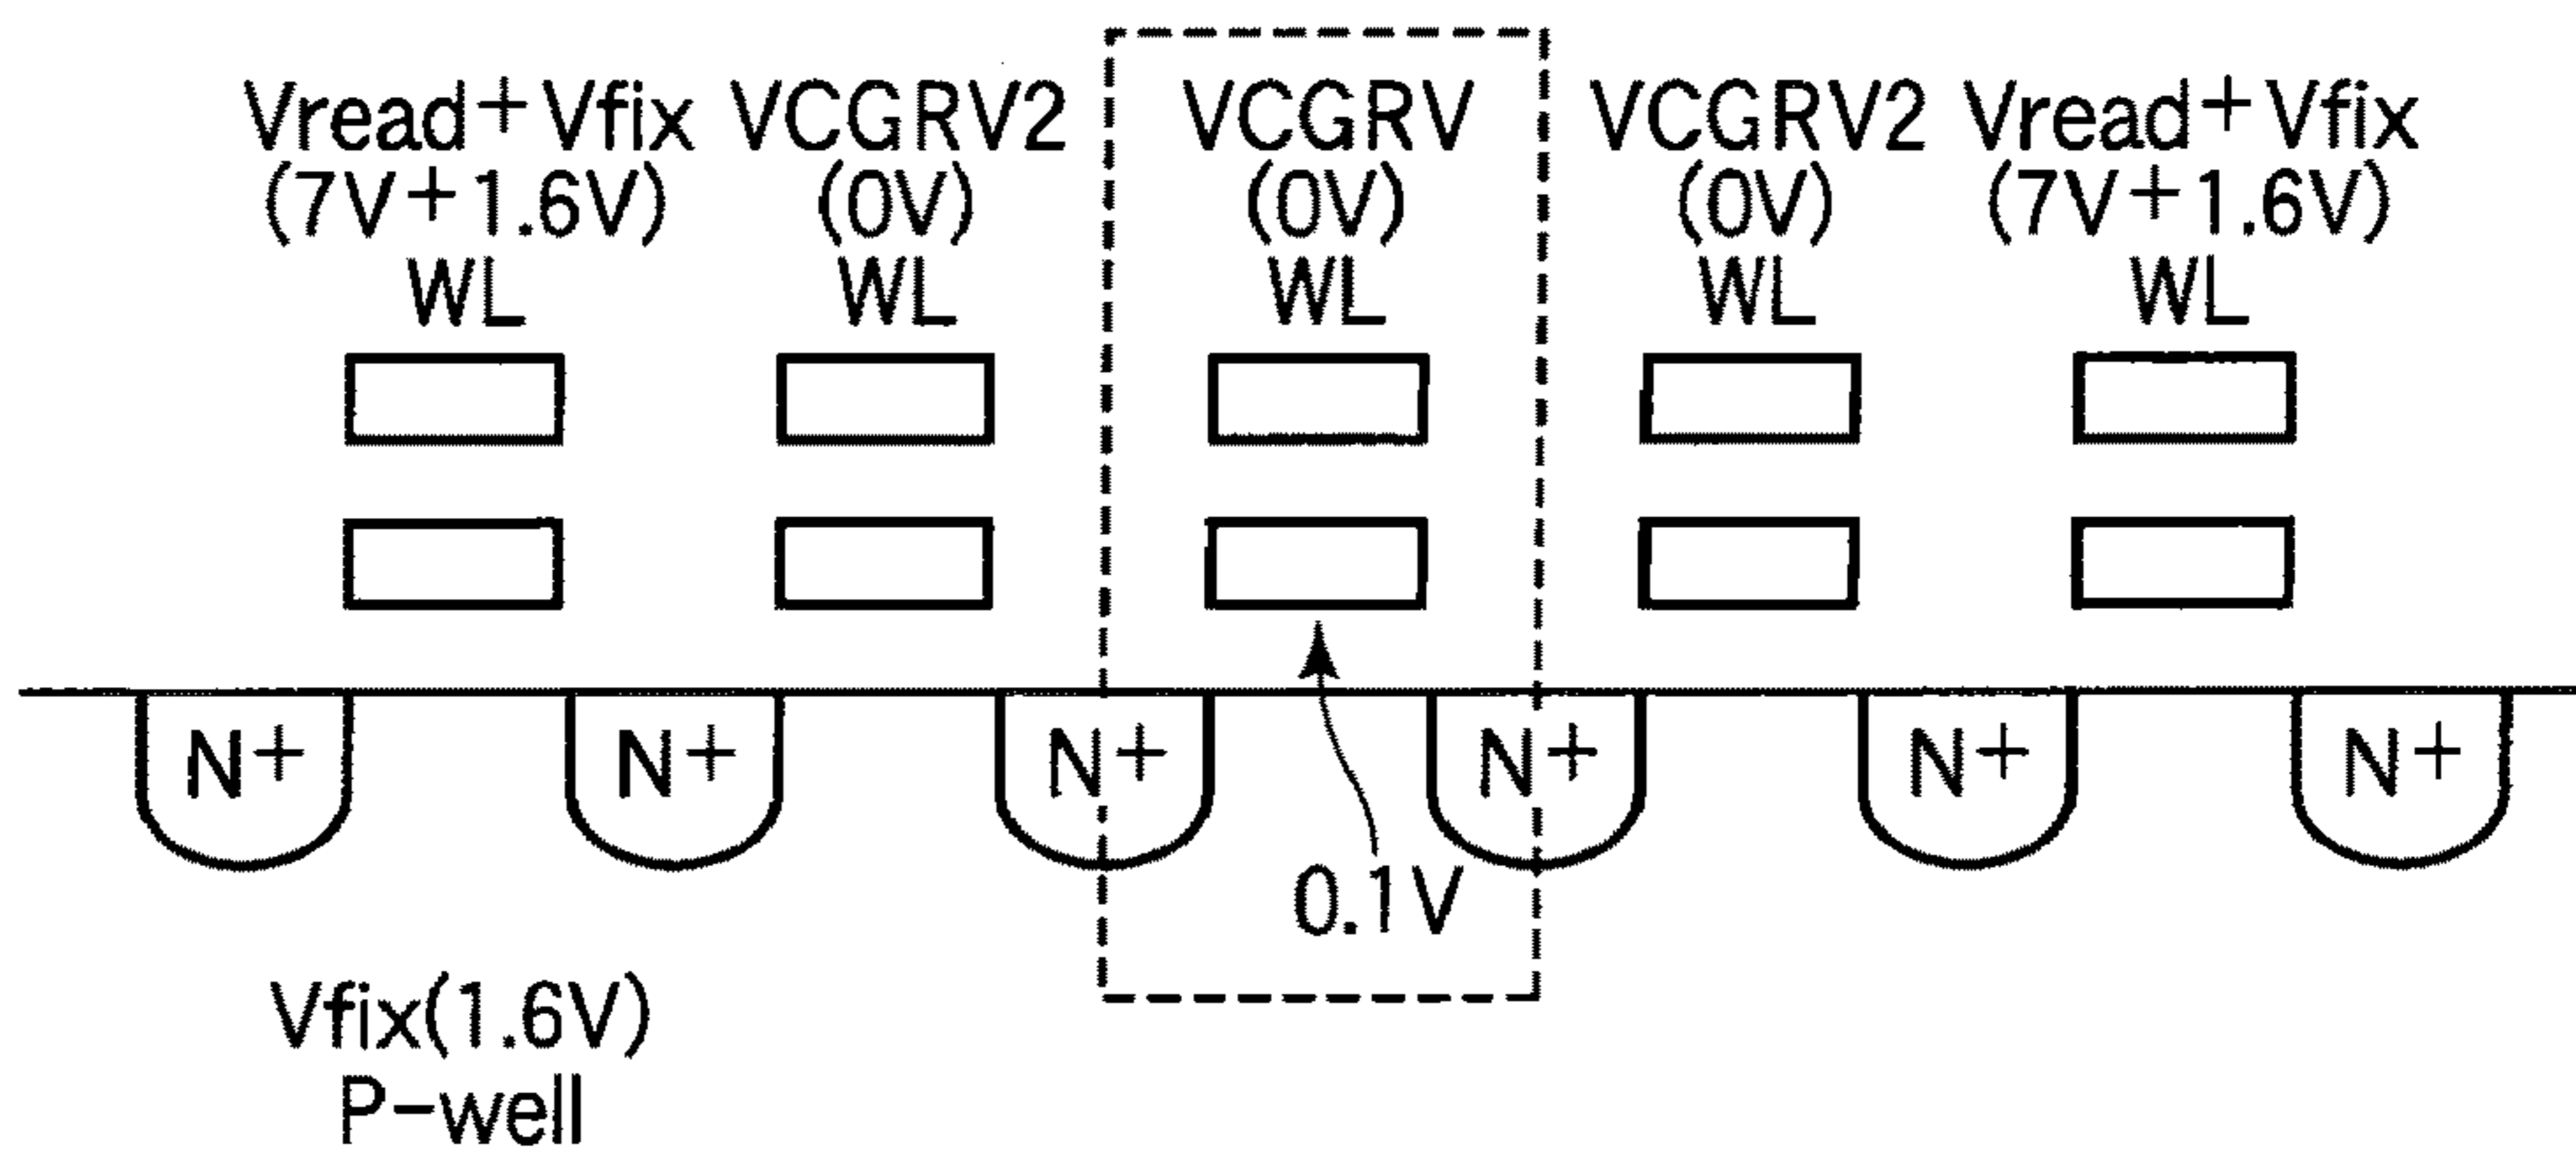 Vread+Vfix VCGRV2 VCGRV VCGRV2 Vread+Vfix
(7V+1.6V) (0V) (0V) (0V) (7V+1.6V)
WL WL WL WL WL
N+ N+ N+ N+ N+ N+
0.1V
Vfix(1.6V)
P-well